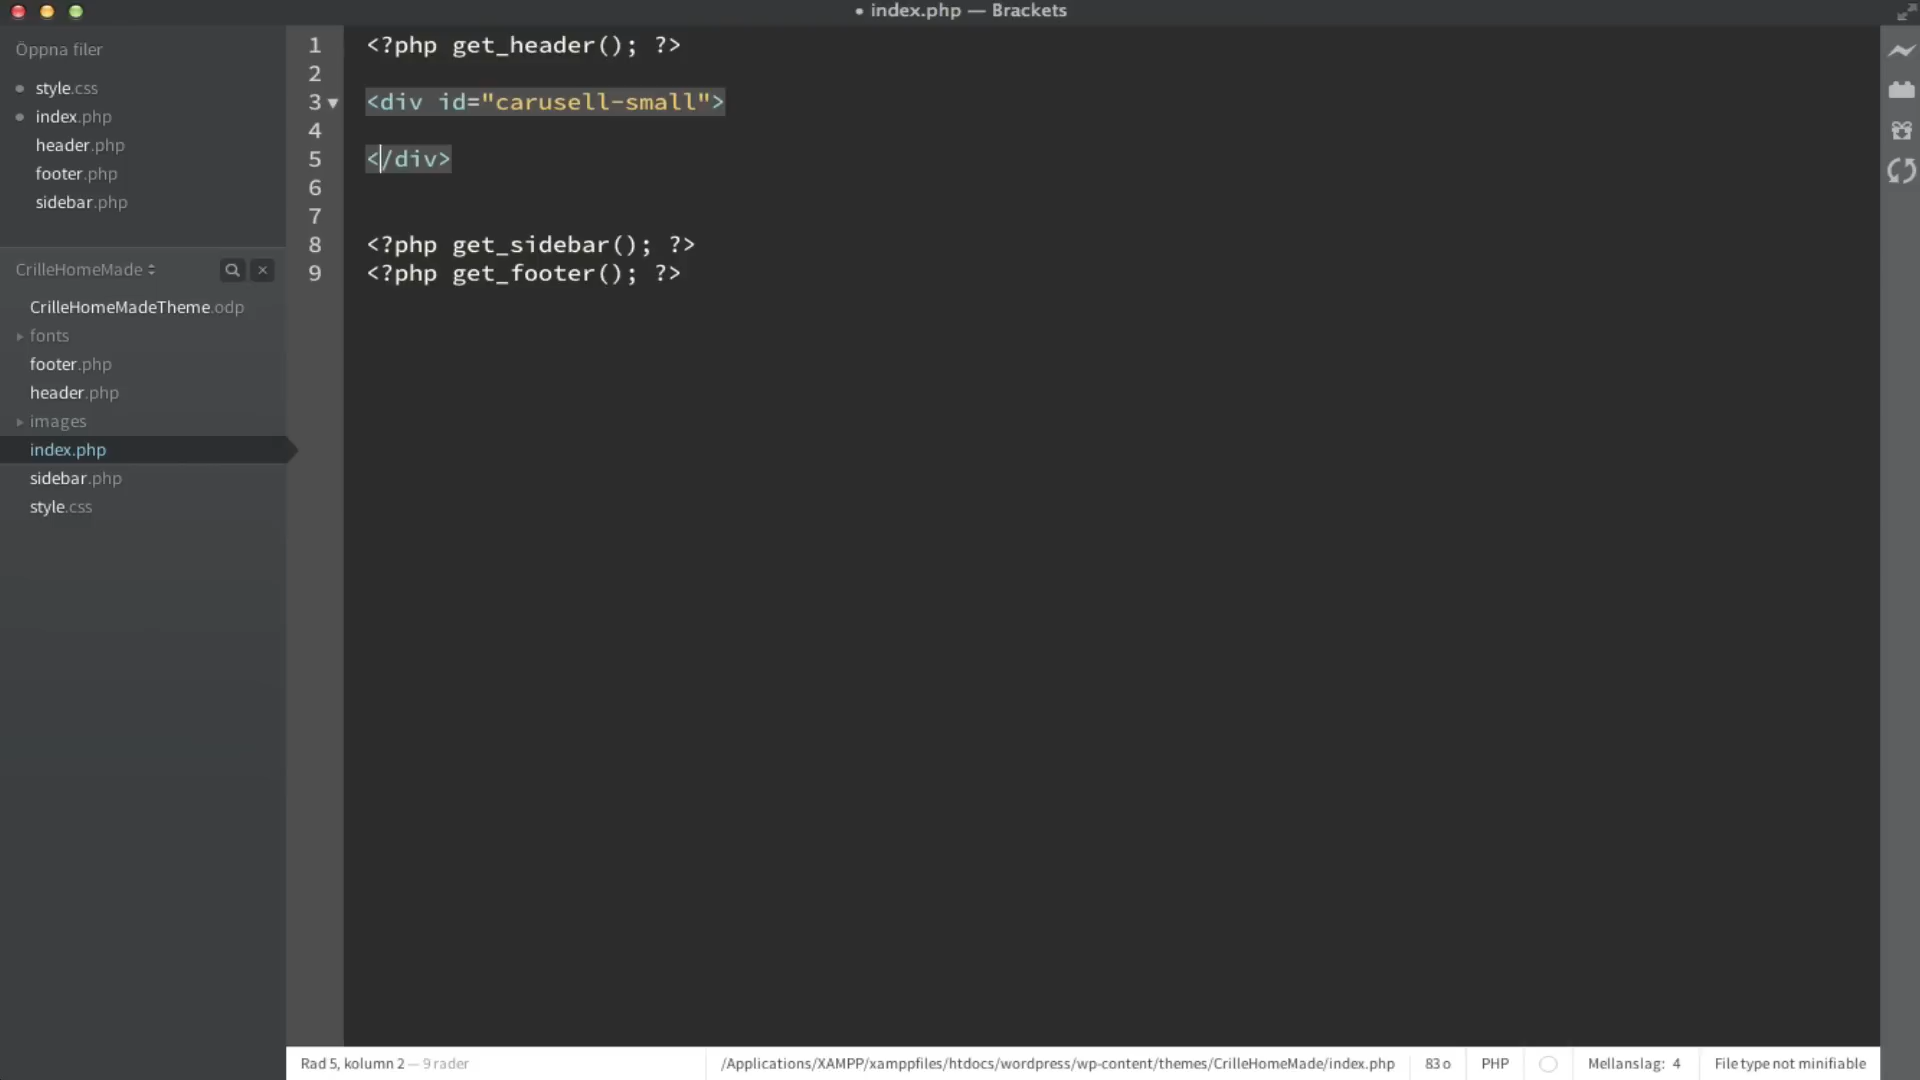 • index.php — Brackets
Öppna filer
style.css
index.php
header.php
footer.php
sidebar.php
CrilleHomeMade
CrilleHomeMadeTheme.odp
fonts
footer.php
header.php
images
index.php
sidebar.php
style.css
1 <?php get_header(); ?>
2
3 <div id="carusell-small">
4
5 </div>
6
7
8 <?php get_sidebar(); ?>
9 <?php get_footer(); ?>
Rad 5, kolumn 2 — 9 rader
/Applications/XAMPP/xamppfiles/htdocs/wordpress/wp-content/themes/CrilleHomeMade/index.php
83 o
PHP
Mellanslag: 4
File type not minifiable